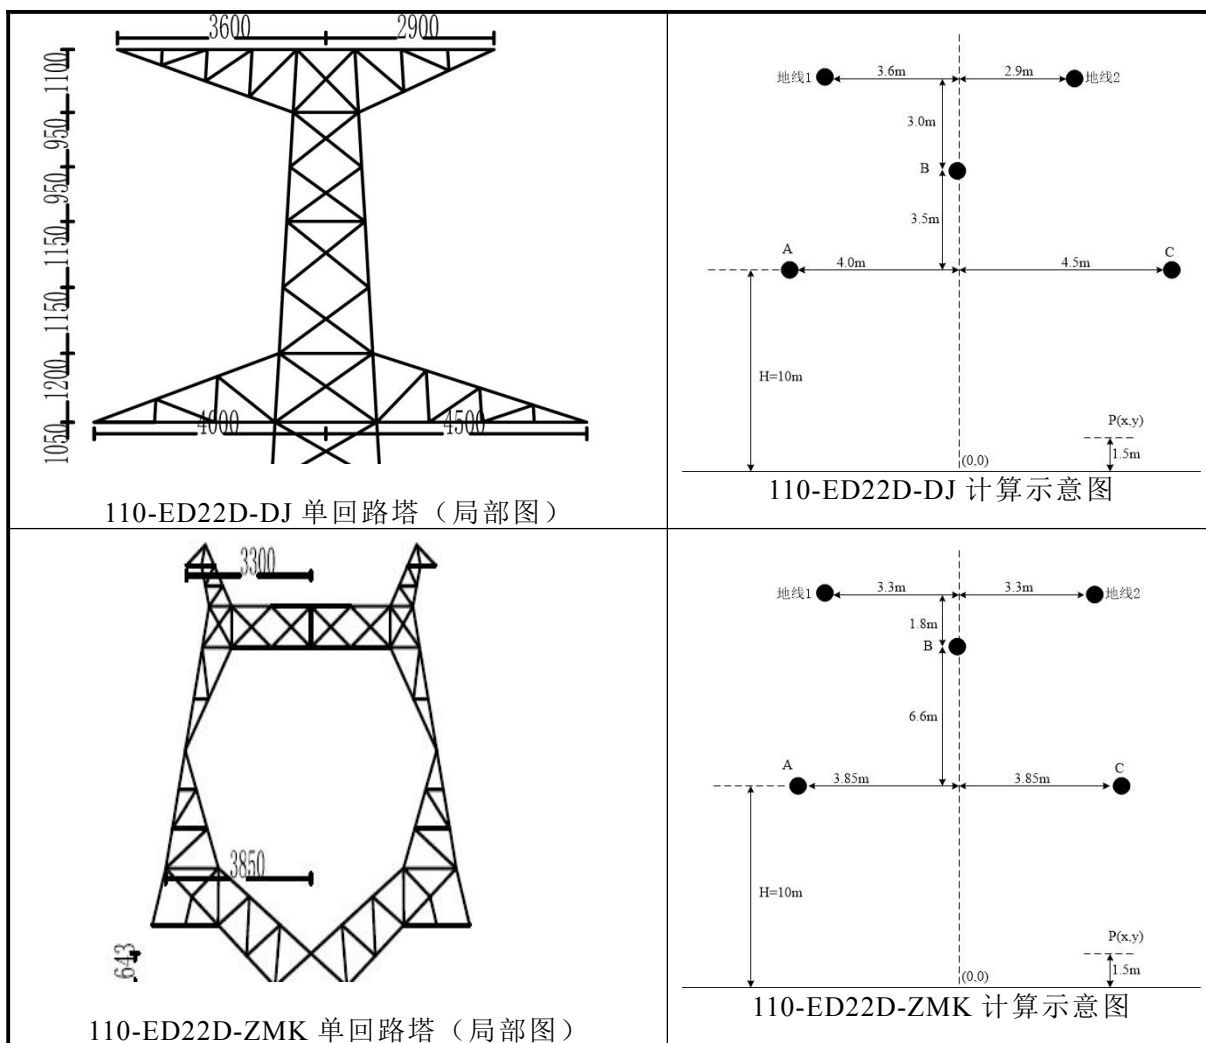 3600 2900
1100
950
950
1150
1150
1200
1050
4000 4500
110-ED22D-DJ 单回路塔（局部图）
地线1 3.6m 2.9m 地线2
3.0m
B
3.5m
A C
4.0m 4.5m
H=10m
P(x,y)
1.5m
(0,0)
110-ED22D-DJ 计算示意图
3300
3850
643
110-ED22D-ZMK 单回路塔（局部图）
地线1 3.3m 3.3m 地线2
1.8m
B
6.6m
A C
3.85m 3.85m
H=10m
P(x,y)
1.5m
(0,0)
110-ED22D-ZMK 计算示意图